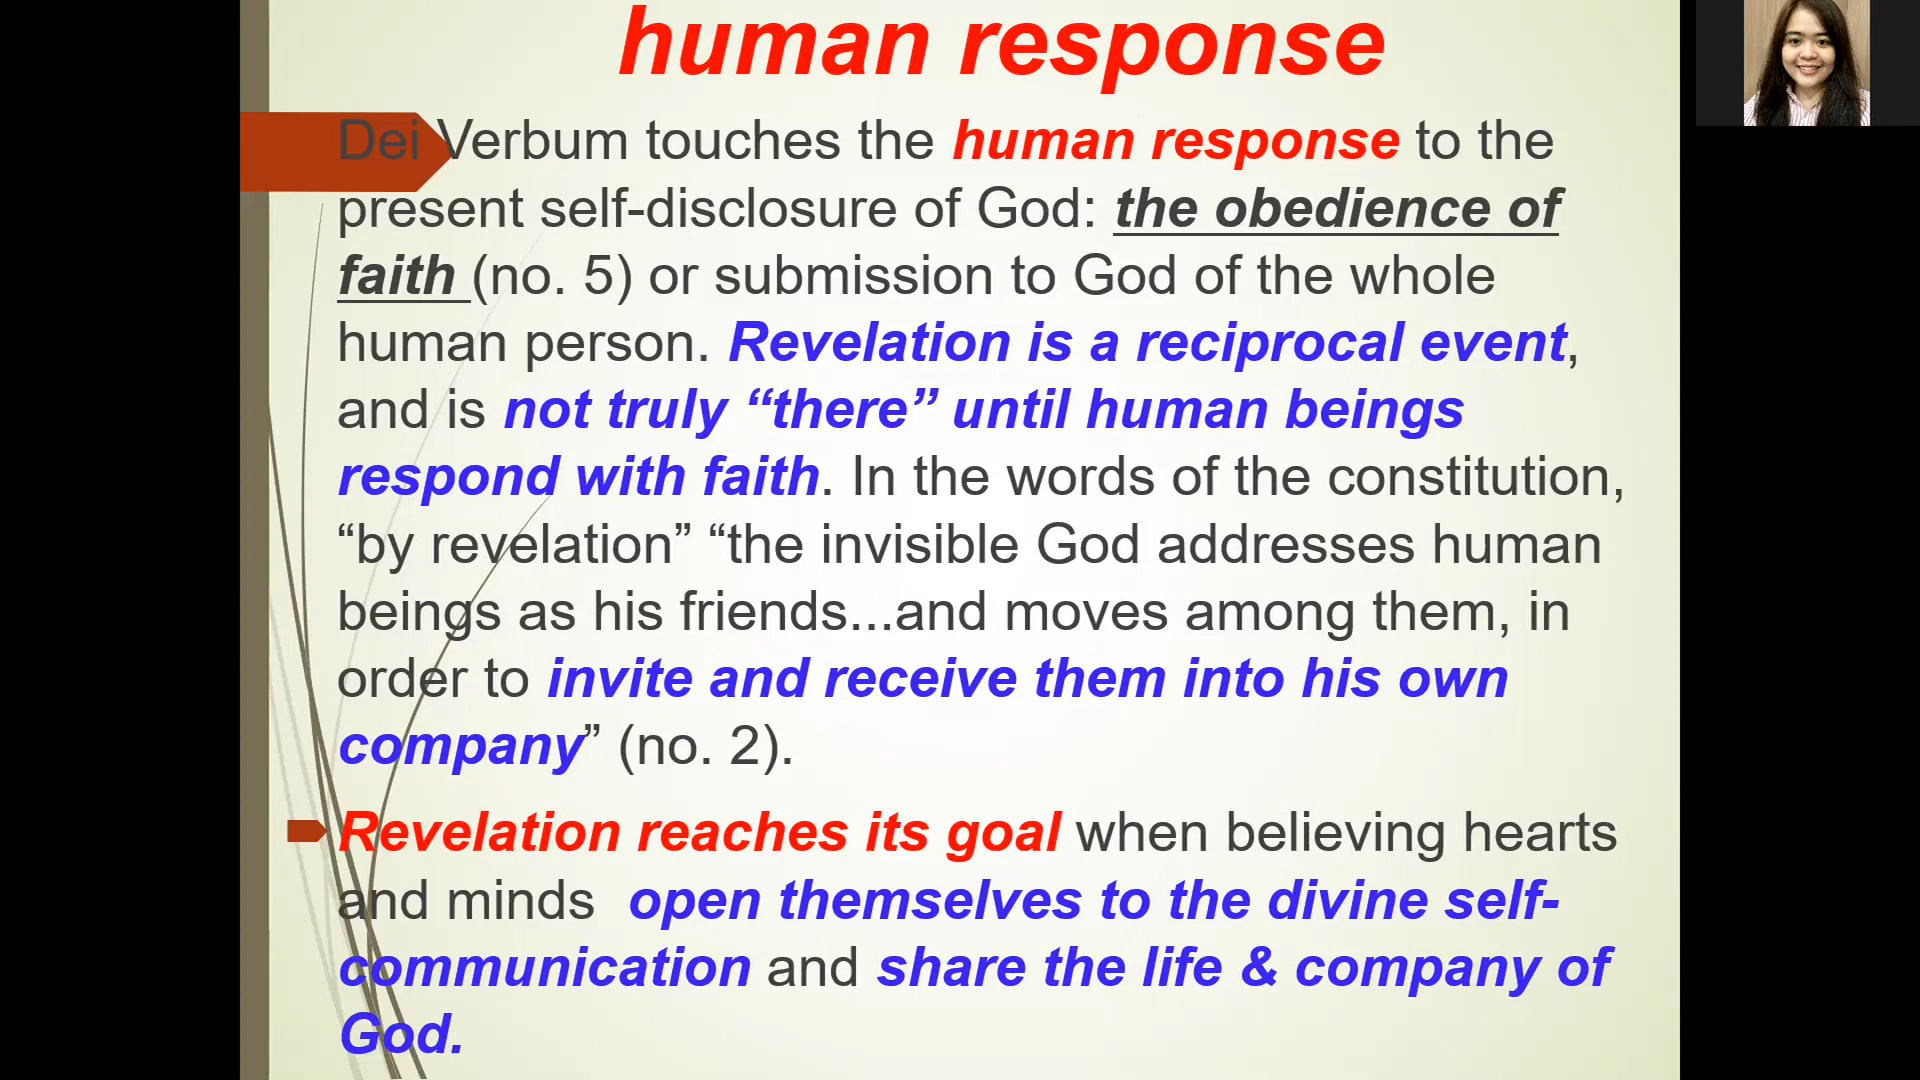 human response
Dei Verbum touches the human response to the
present self-disclosure of God: the obedience of
faith (no. 5) or submission to God of the whole
human person. Revelation is a reciprocal event,
and is not truly “there” until human beings
respond with faith. In the words of the constitution,
“by revelation” “the invisible God addresses human
beings as his friends...and moves among them, in
order to invite and receive them into his own
company” (no. 2).
Revelation reaches its goal when believing hearts
and minds open themselves to the divine self-
communication and share the life & company of
God.